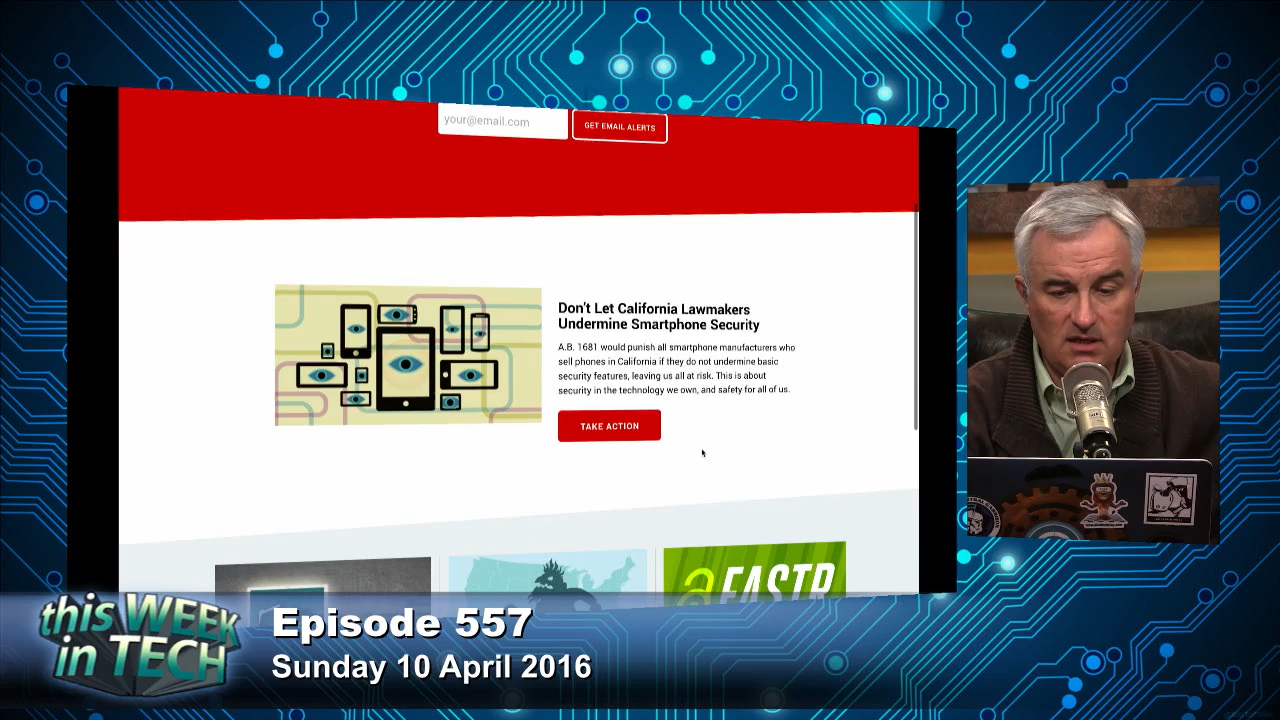 your@email.com
GET EMAIL ALERTS
Don't Let California Lawmakers
Undermine Smartphone Security
A.B. 1681 would punish all smartphone manufacturers who
sell phones in California if they do not undermine basic
security features, leaving us all at risk. This is about
security in the technology we own, and safety for all of us.
TAKE ACTION
FASTR
this WEEK
in TECH
Episode 557
Sunday 10 April 2016